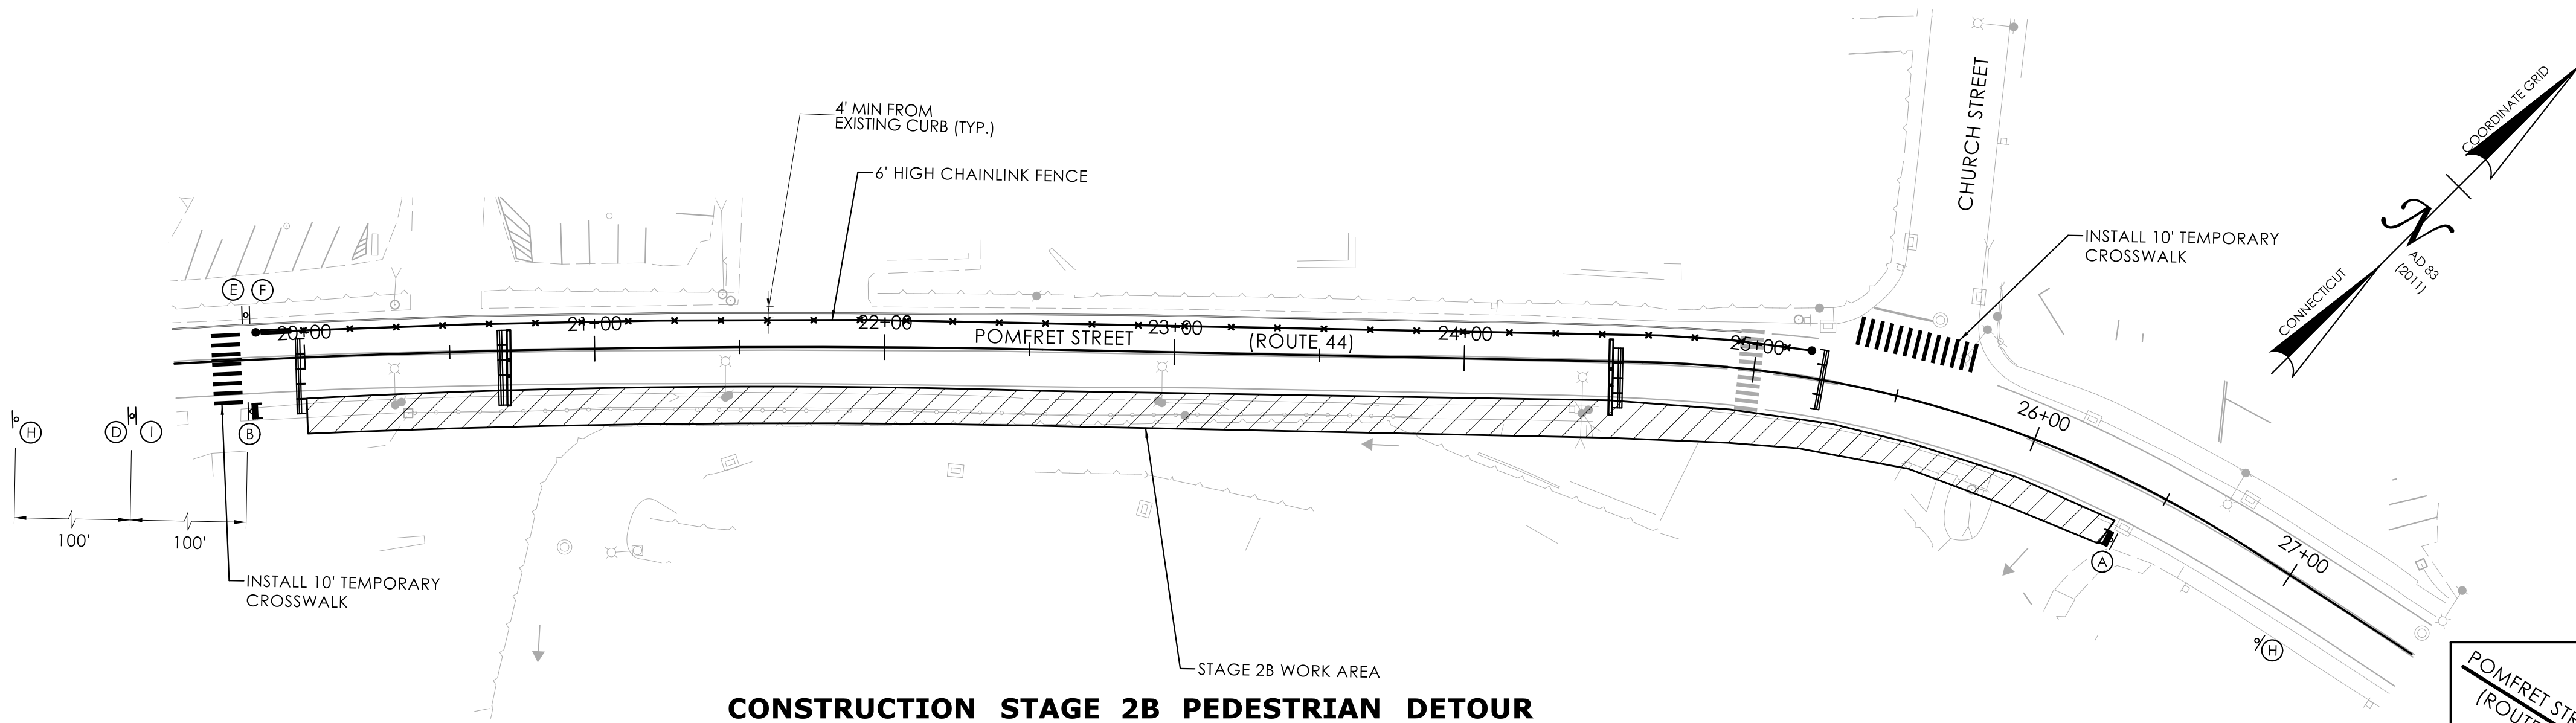 4' MIN FROM
EXISTING CURB (TYP.)
6' HIGH CHAINLINK FENCE
CHURCH STREET
COORDINATE GRID
N
AD 83
(2011)
CONNECTICUT
INSTALL 10' TEMPORARY
CROSSWALK
E F
20+00 21+00 22+00 23+00 24+00 25+00
POMFRET STREET (ROUTE 44)
26+00
27+00
H D I B
100' 100'
A
H
INSTALL 10' TEMPORARY
CROSSWALK
STAGE 2B WORK AREA
CONSTRUCTION STAGE 2B PEDESTRIAN DETOUR
POMFRET STR
(ROUTE